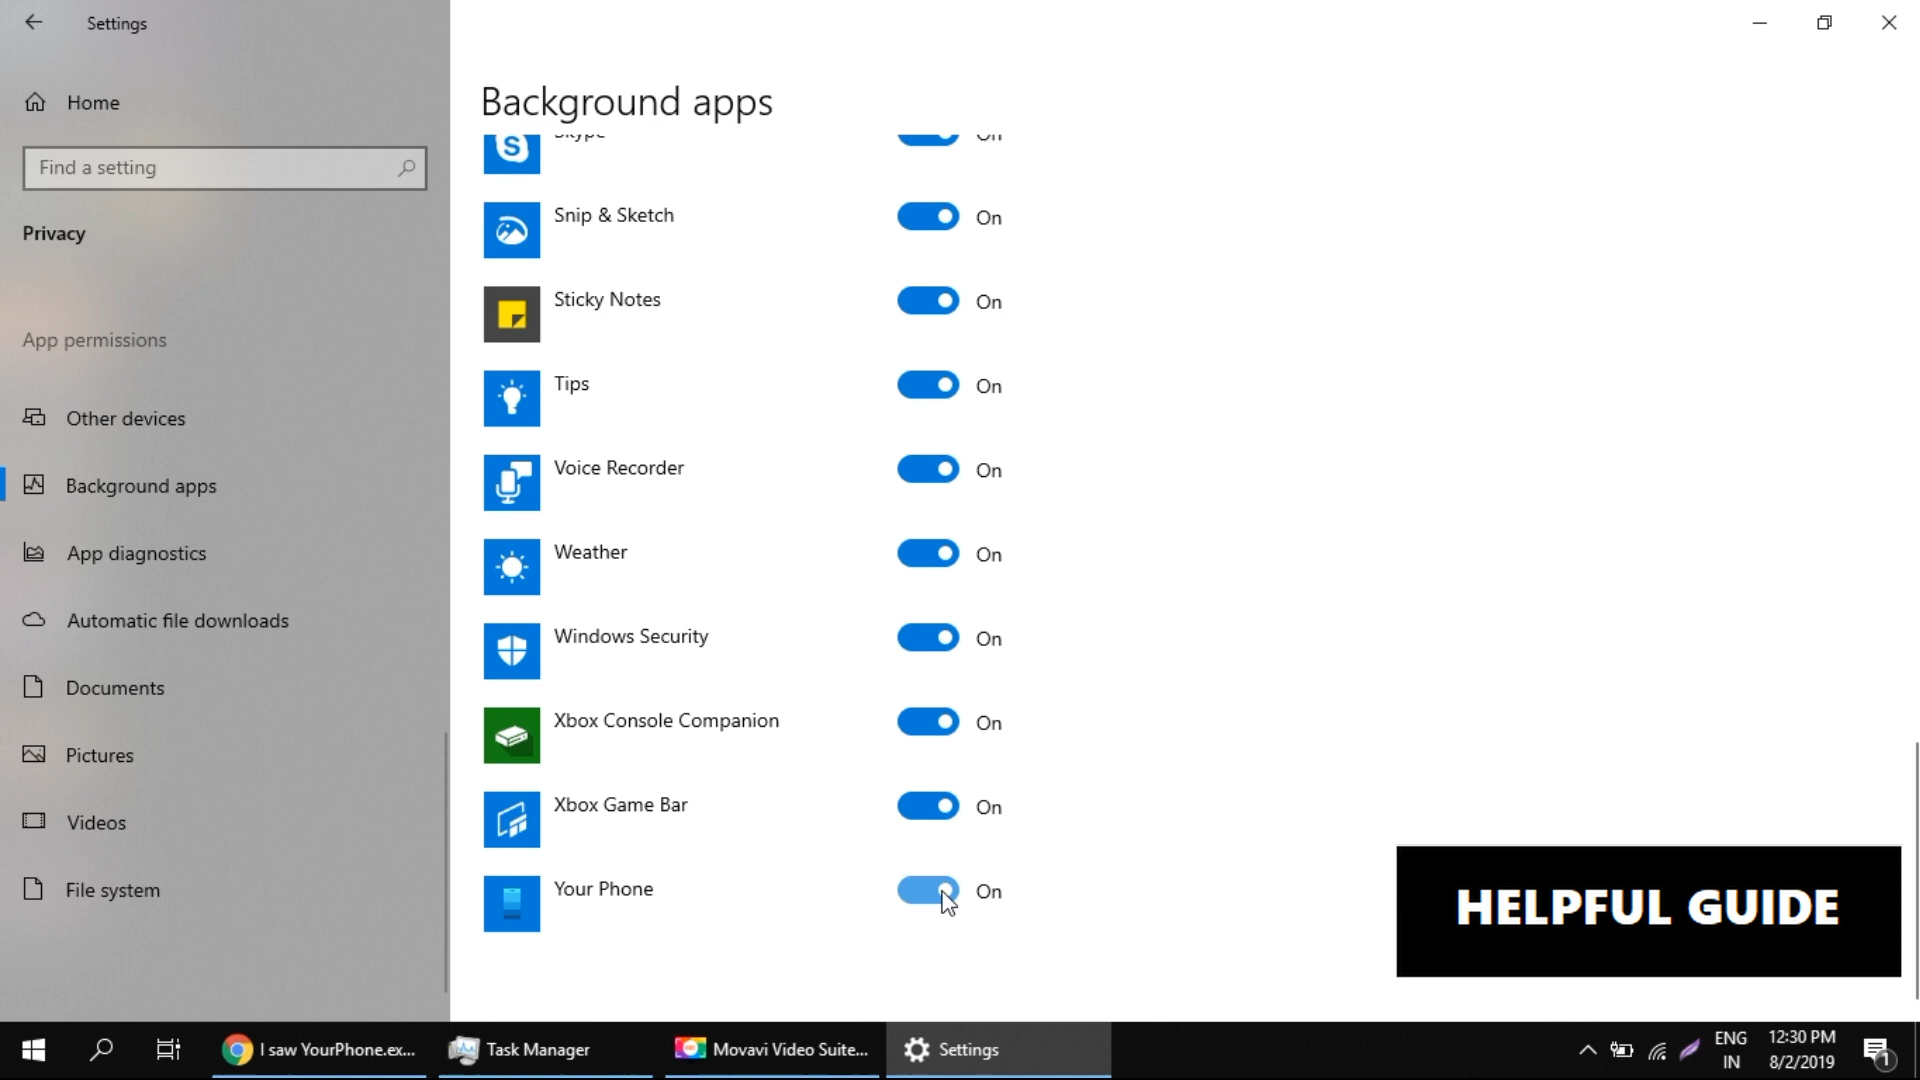 Settings
Home
Find a setting
Privacy
App permissions
Other devices
Background apps
App diagnostics
Automatic file downloads
Documents
Pictures
Videos
File system
Background apps
Skype On
Snip & Sketch On
Sticky Notes On
Tips On
Voice Recorder On
Weather On
Windows Security On
Xbox Console Companion On
Xbox Game Bar On
Your Phone On
HELPFUL GUIDE
I saw YourPhone.ex...
Task Manager
Movavi Video Suite...
Settings
ENG
IN
12:30 PM
8/2/2019
1